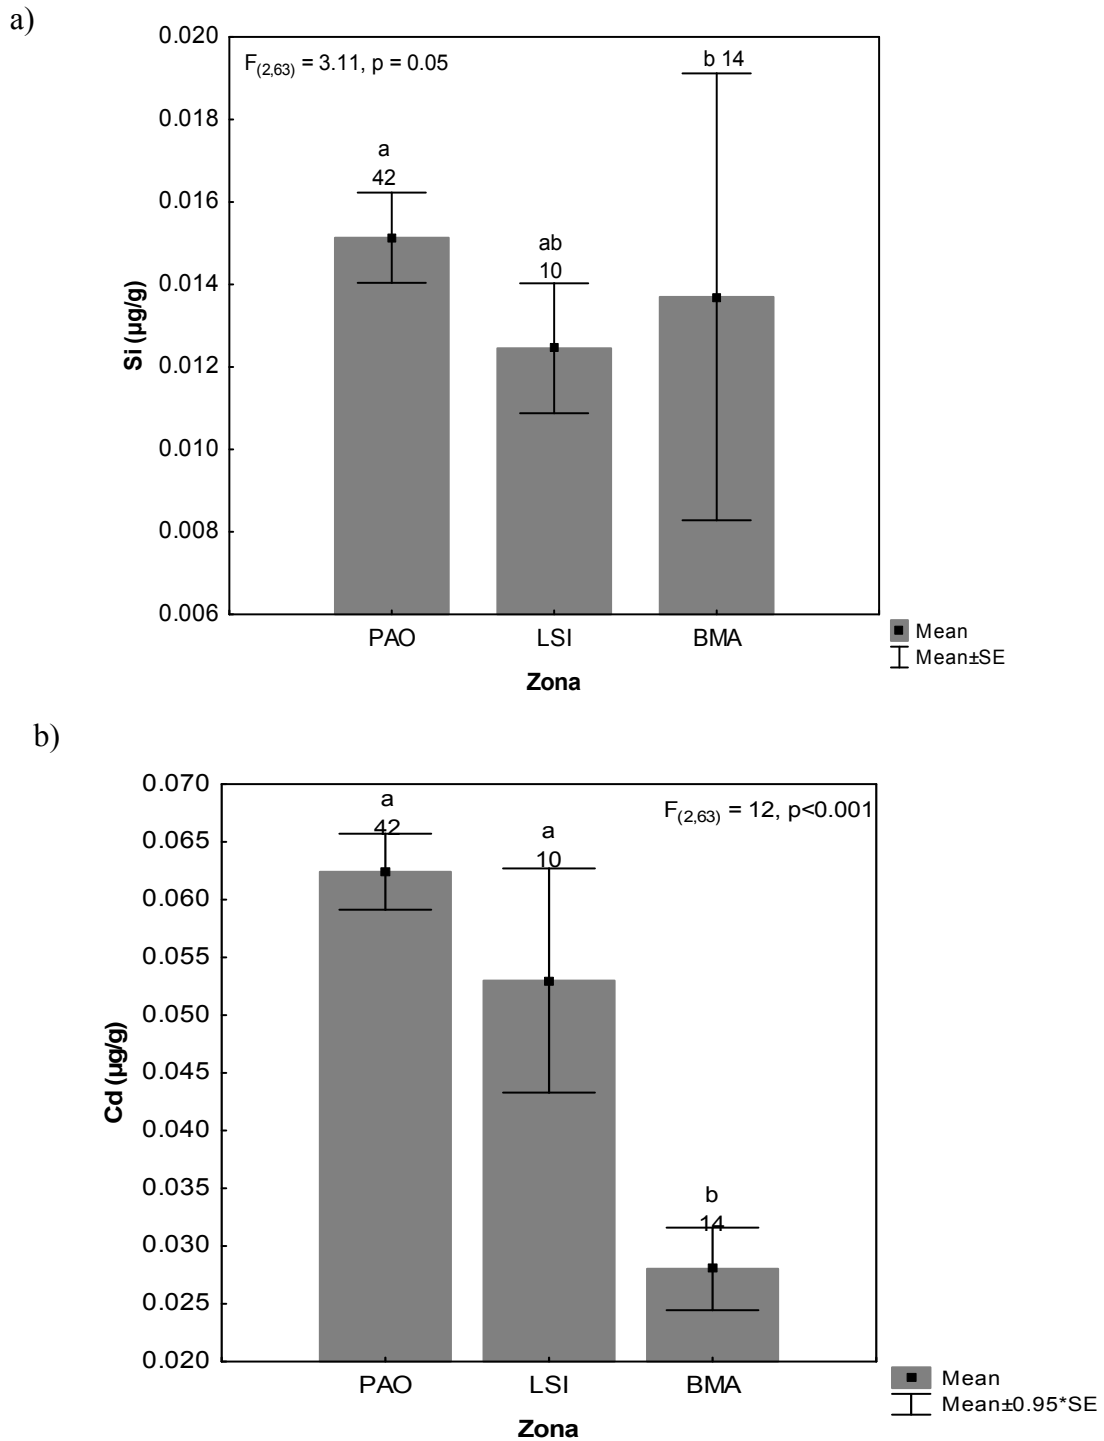 a)
0.020
F(2,63) = 3.11, p = 0.05
b 14
0.018
a
42
0.016
ab
10
0.014
Si (µg/g)
0.012
0.010
0.008
0.006
PAO LSI BMA
Zona
Mean
Mean±SE
b)
0.070
a
F(2,63) = 12, p<0.001
42
0.065
a
10
0.060
0.055
0.050
0.045
Cd (µg/g)
0.040
0.035
b
14
0.030
0.025
0.020
PAO LSI BMA
Zona
Mean
Mean±0.95*SE